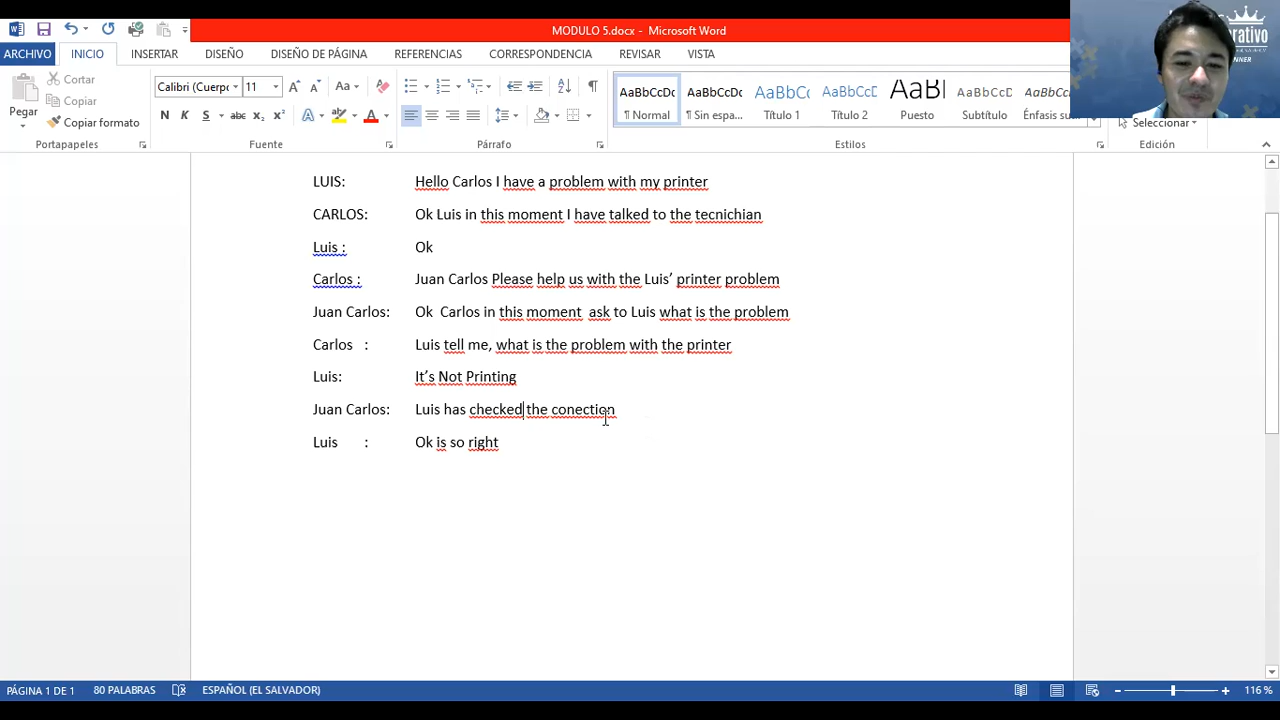 MODULO 5.docx - Microsoft Word
ARCHIVO INICIO INSERTAR DISEÑO DISEÑO DE PÁGINA REFERENCIAS CORRESPONDENCIA REVISAR VISTA
Pegar
Cortar
Copiar
Copiar formato
Portapapeles
Calibri (Cuerpo 11
Fuente
Párrafo
AaBbCcDc AaBbCcDc AaBbCc AaBbCcD AaBl AaBbCcD AaBbCcDc
¶ Normal ¶ Sin espa... Título 1 Título 2 Puesto Subtítulo Énfasis su
Estilos
Seleccionar
Edición
LUIS: Hello Carlos I have a problem with my printer
CARLOS: Ok Luis in this moment I have talked to the tecnichian
Luis : Ok
Carlos : Juan Carlos Please help us with the Luis’ printer problem
Juan Carlos: Ok Carlos in this moment ask to Luis what is the problem
Carlos : Luis tell me, what is the problem with the printer
Luis: It’s Not Printing
Juan Carlos: Luis has checked the conection
Luis : Ok is so right
PÁGINA 1 DE 1 80 PALABRAS ESPAÑOL (EL SALVADOR) 116 %